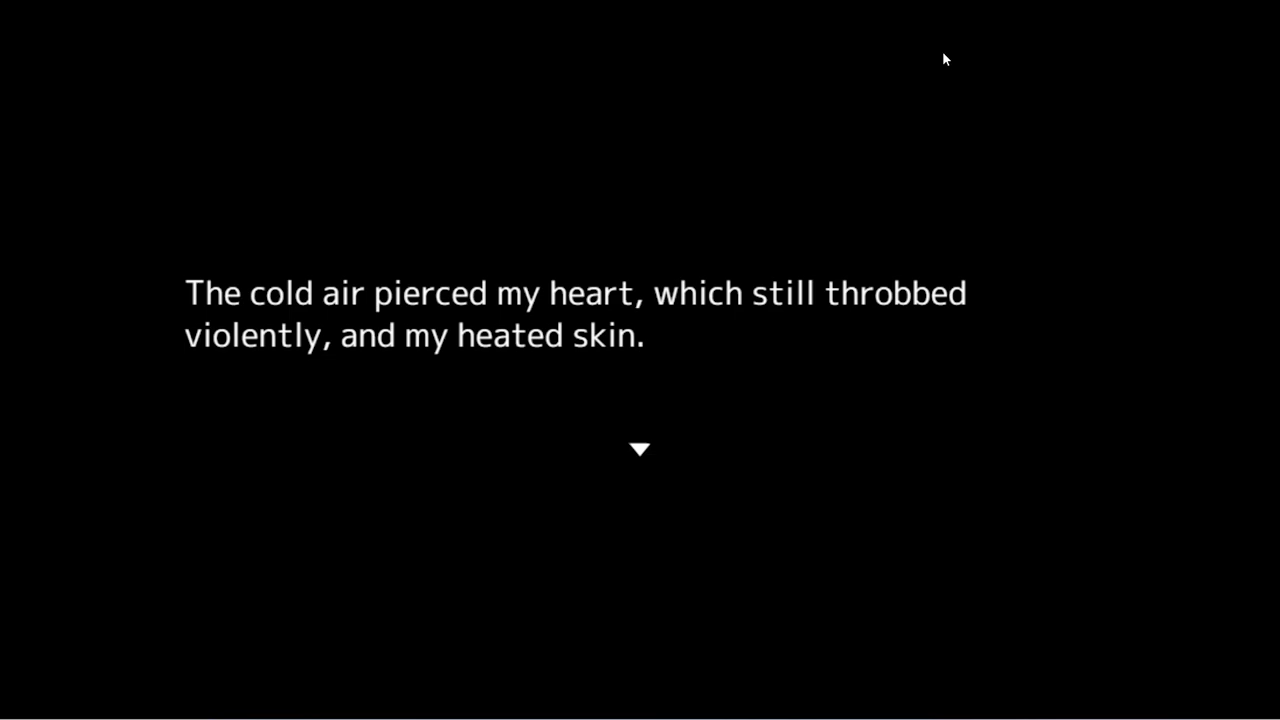 The cold air pierced my heart, which still throbbed
violently, and my heated skin.